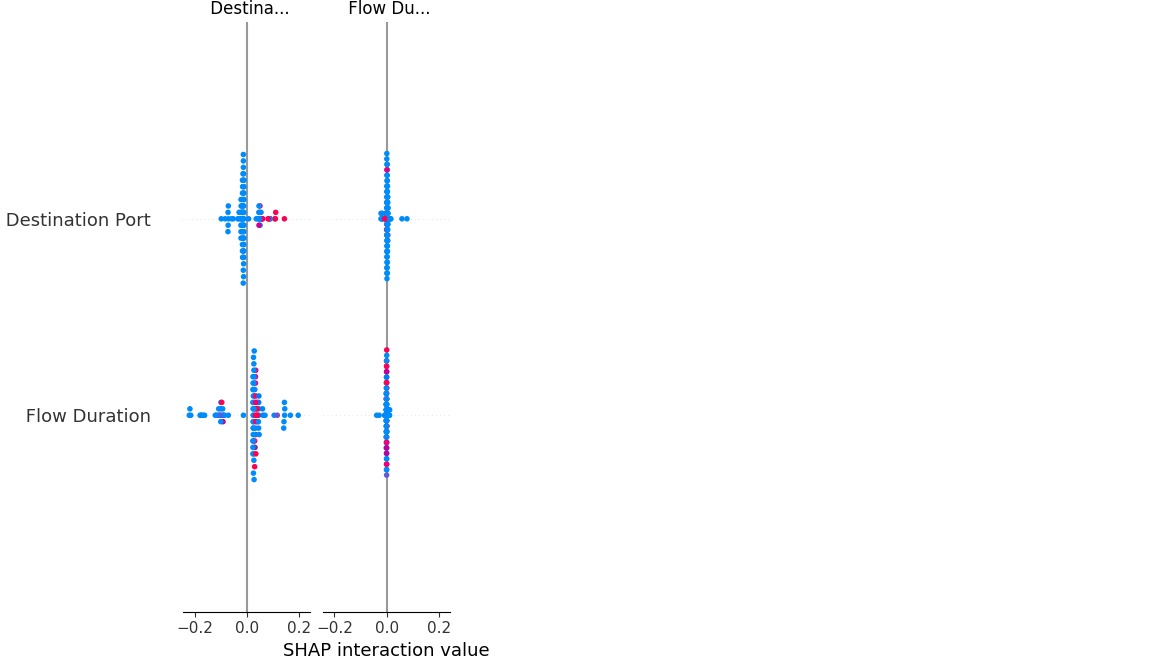 Destina... Flow Du...
Destination Port
Flow Duration
−0.2 0.0 0.2 −0.2 0.0 0.2
SHAP interaction value